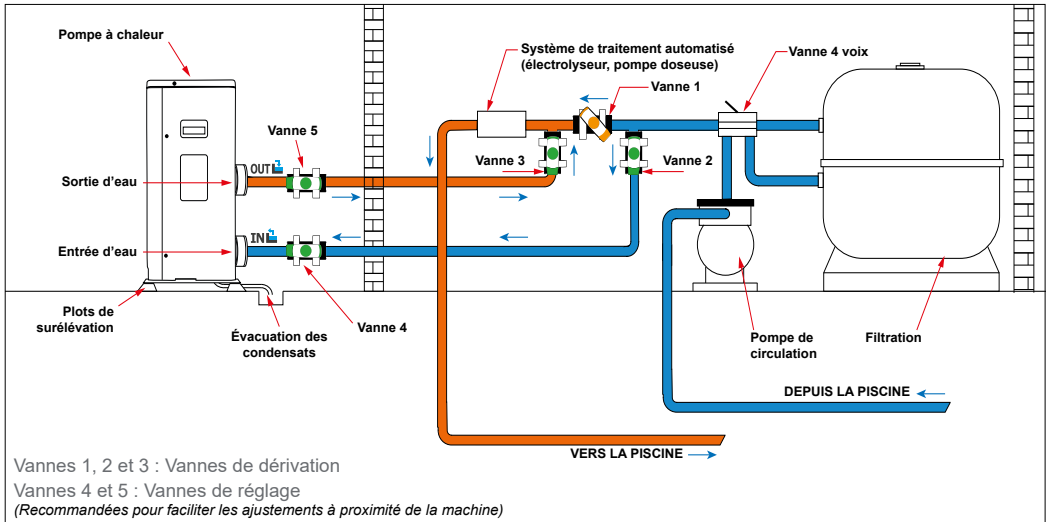 Pompe à chaleur
Système de traitement automatisé
(électrolyseur, pompe doseuse)
Vanne 4 voix
Vanne 1
Vanne 5
Vanne 3
Vanne 2
OUT
Sortie d'eau
IN
Entrée d'eau
Plots de
surélévation
Évacuation des
condensats
Vanne 4
Pompe de
circulation
Filtration
DEPUIS LA PISCINE
VERS LA PISCINE
Vannes 1, 2 et 3 : Vannes de dérivation
Vannes 4 et 5 : Vannes de réglage
(Recommandées pour faciliter les ajustements à proximité de la machine)